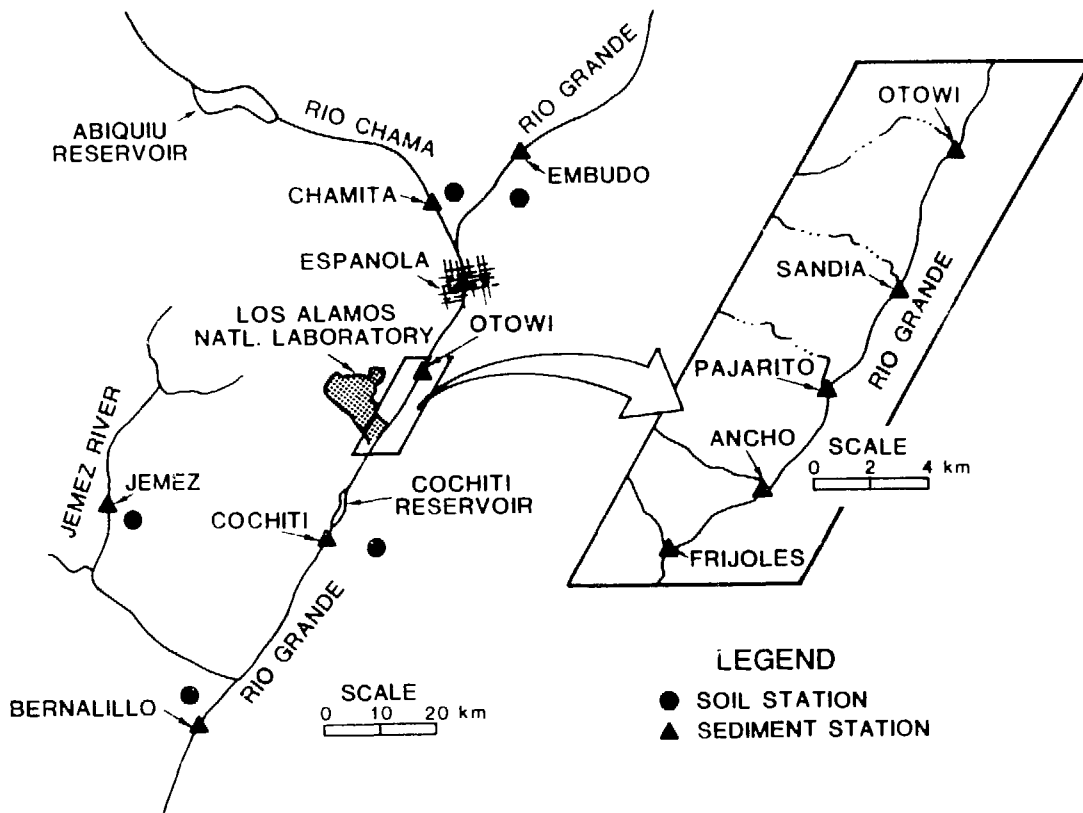 RIO GRANDE
ABIQUIU
RESERVOIR
RIO CHAMA
EMBUDO
CHAMITA
ESPANOLA
LOS ALAMOS
NATL. LABORATORY
OTOWI
JEMEZ RIVER
JEMEZ
COCHITI
RESERVOIR
COCHITI
RIO GRANDE
BERNALILLO
SCALE
0 10 20 km
OTOWI
SANDIA
RIO GRANDE
PAJARITO
ANCHO
SCALE
0 2 4 km
FRIJOLES
LEGEND
SOIL STATION
SEDIMENT STATION